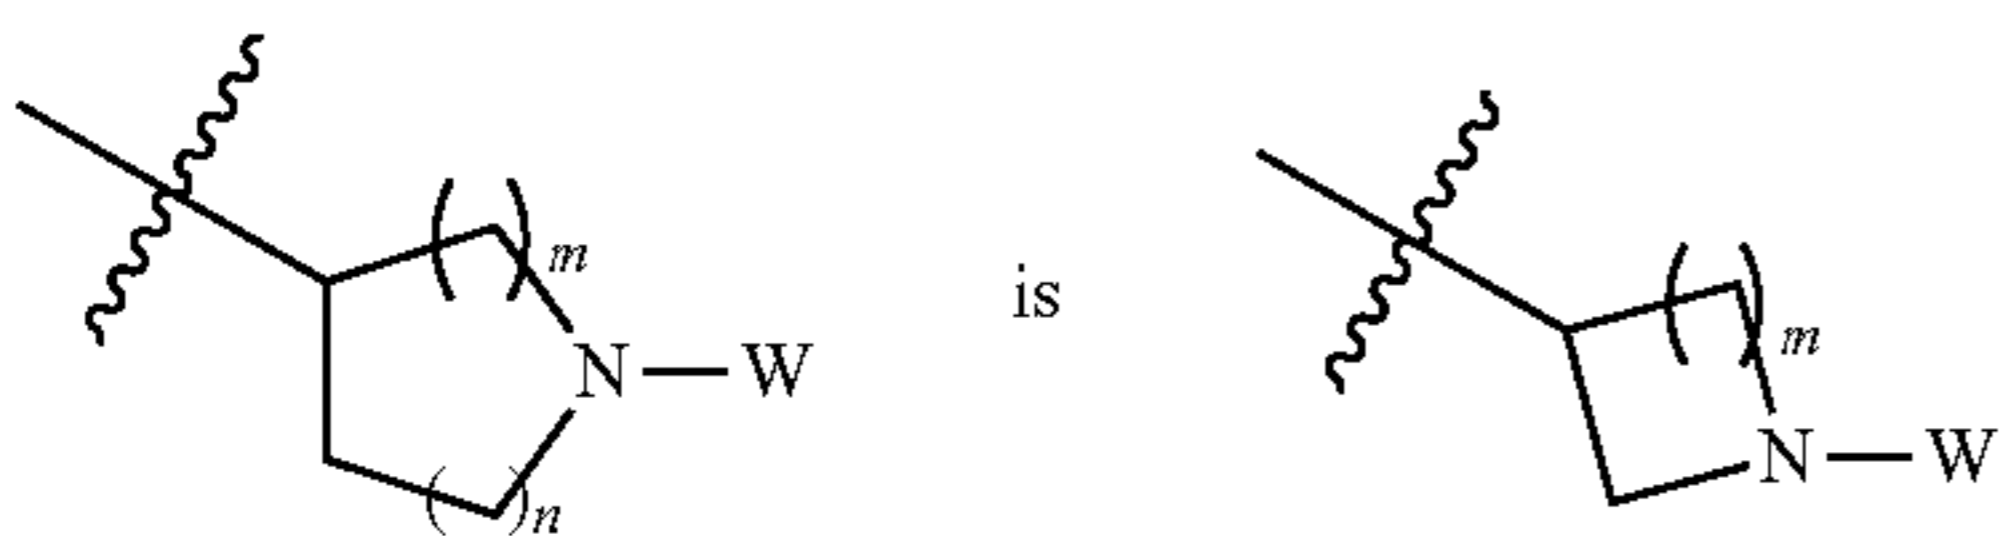 ( )m
N—W
( )n
is
( )m
N—W